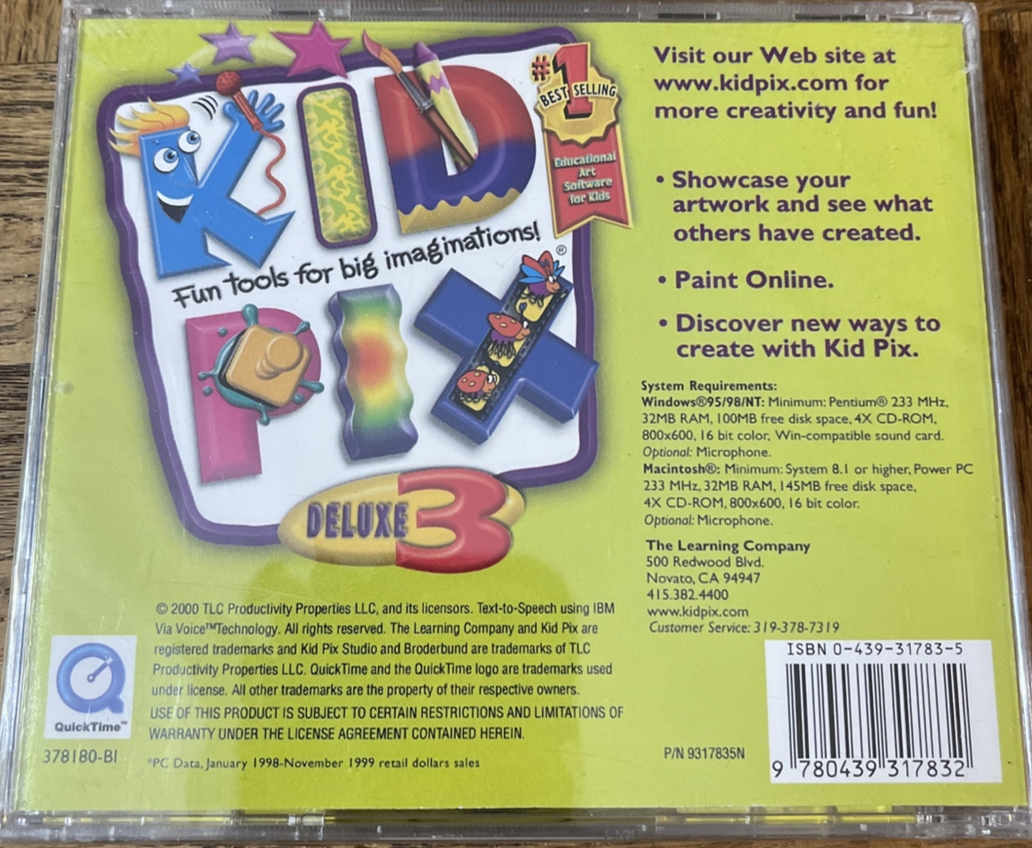 KID
#1
BEST SELLING
Educational
Art
Software
for Kids
Fun tools for big imaginations!
PIX®
DELUXE 3
Visit our Web site at
www.kidpix.com for
more creativity and fun!
• Showcase your
artwork and see what
others have created.
• Paint Online.
• Discover new ways to
create with Kid Pix.
System Requirements:
Windows®95/98/NT: Minimum: Pentium® 233 MHz,
32MB RAM, 100MB free disk space, 4X CD-ROM,
800x600, 16 bit color, Win-compatible sound card.
Optional: Microphone.
Macintosh®: Minimum: System 8.1 or higher, Power PC
233 MHz, 32MB RAM, 145MB free disk space,
4X CD-ROM, 800x600, 16 bit color.
Optional: Microphone.
The Learning Company
500 Redwood Blvd.
Novato, CA 94947
415.382.4400
www.kidpix.com
Customer Service: 319-378-7319
© 2000 TLC Productivity Properties LLC, and its licensors. Text-to-Speech using IBM
Via Voice™Technology. All rights reserved. The Learning Company and Kid Pix are
registered trademarks and Kid Pix Studio and Broderbund are trademarks of TLC
Productivity Properties LLC. QuickTime and the QuickTime logo are trademarks used
under license. All other trademarks are the property of their respective owners.
USE OF THIS PRODUCT IS SUBJECT TO CERTAIN RESTRICTIONS AND LIMITATIONS OF
WARRANTY UNDER THE LICENSE AGREEMENT CONTAINED HEREIN.
*PC Data, January 1998-November 1999 retail dollars sales
QuickTime™
378180-BI
P/N 9317835N
ISBN 0-439-31783-5
9 780439 317832